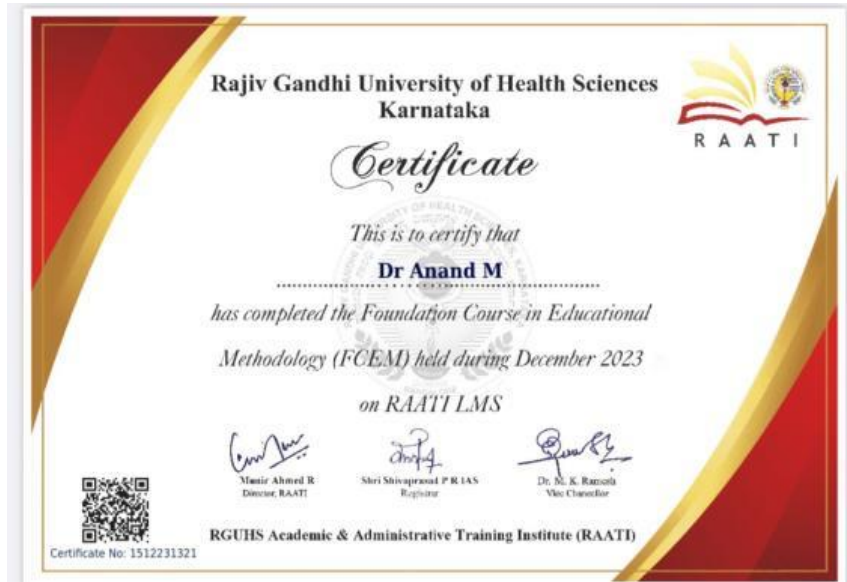 Rajiv Gandhi University of Health Sciences
Karnataka
RAATI
Certificate
This is to certify that
Dr Anand M
has completed the Foundation Course in Educational
Methodology (FCEM) held during December 2023
on RAATI LMS
Munir Ahmed R
Director, RAATI
Shri Shivaprasad P R IAS
Registrar
Dr. M. K. Ramesh
Vice Chancellor
RGUHS Academic & Administrative Training Institute (RAATI)
Certificate No: 1512231321